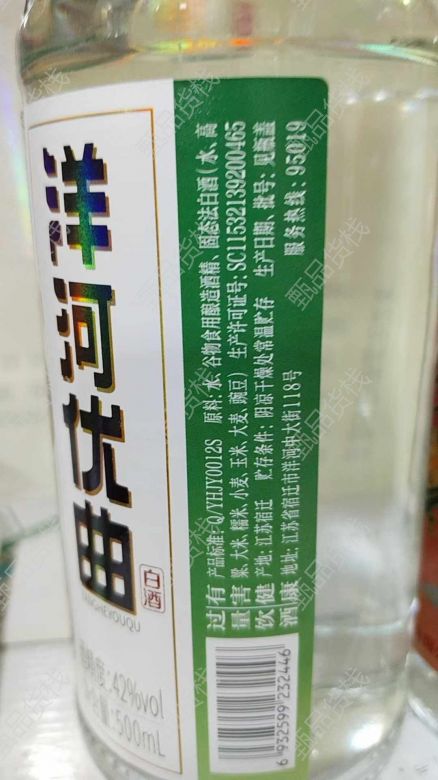 洋河优曲
白酒
YANGHEYOUQU
42%vol
500mL
过量饮酒
有害健康
产品标准:Q/YHJY0012S 原料:水、谷物食用酿造酒精、固态法白酒(水、高
粱、大米、糯米、小麦、玉米、大麦、豌豆) 生产许可证号:SC11532139200465
产地:江苏宿迁 贮存条件:阴凉干燥处常温贮存 生产日期、批号:见瓶盖
地址:江苏省宿迁市洋河中大街118号 服务热线:95019
6932599232446
甄品货栈